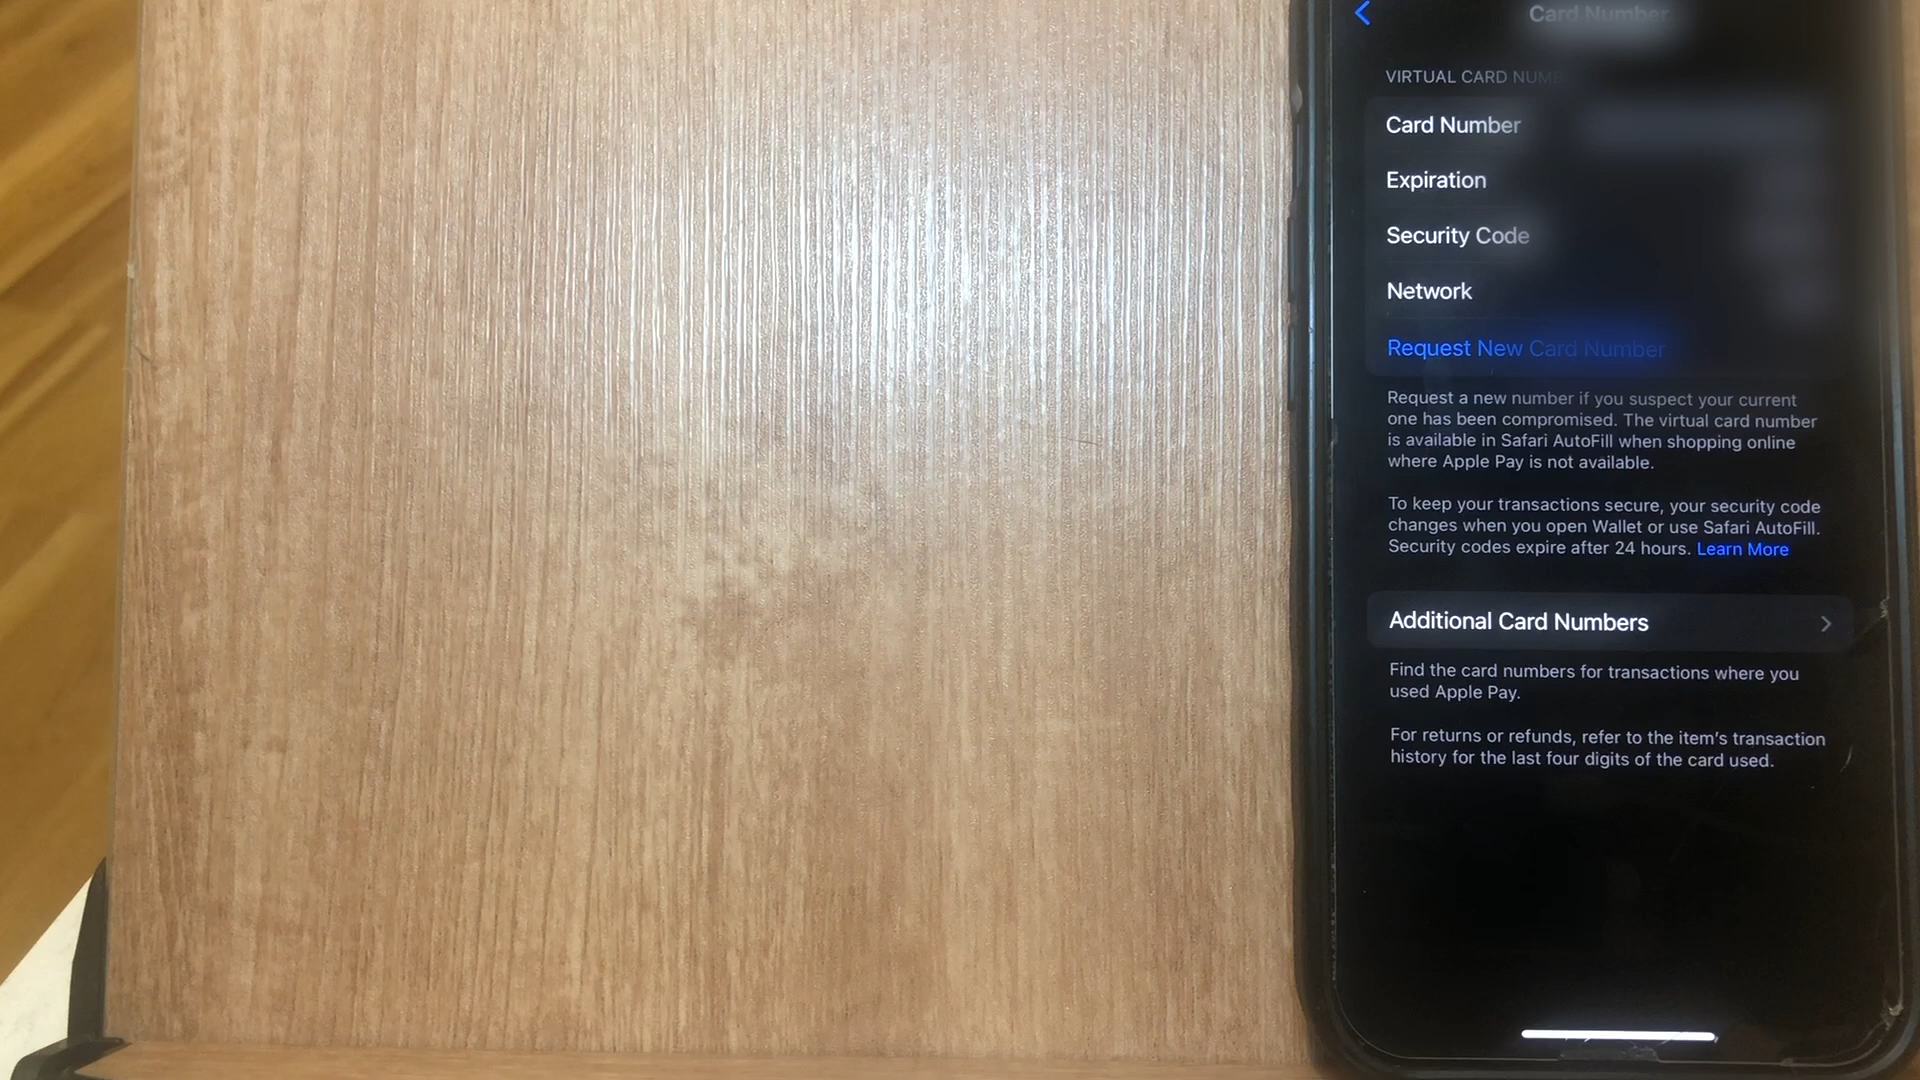 Card Number
VIRTUAL CARD NUM
Card Number
Expiration
Security Code
Network
Request New Card Number
Request a new number if you suspect your current
one has been compromised. The virtual card number
is available in Safari AutoFill when shopping online
where Apple Pay is not available.
To keep your transactions secure, your security code
changes when you open Wallet or use Safari AutoFill.
Security codes expire after 24 hours. Learn More
Additional Card Numbers
Find the card numbers for transactions where you
used Apple Pay.
For returns or refunds, refer to the item's transaction
history for the last four digits of the card used.